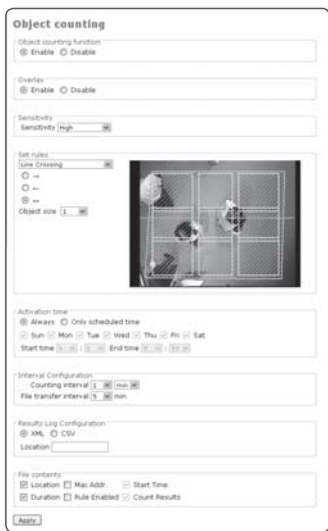 Object counting
Object counting function
Enable Disable
Overlay
Enable Disable
Sensitivity
Sensitivity High
Set rules
Line Crossing
→
←
↔
Object size 1
Activation time
Always Only scheduled time
Sun Mon Tue Wed Thu Fri Sat
Start time : End time :
Interval Configuration
Counting interval 1 min
File transfer interval 5 min
Results Log Configuration
XML CSV
Location
File contents
Location Mac Addr. Start Time
Duration Rule Enabled Count Results
Apply